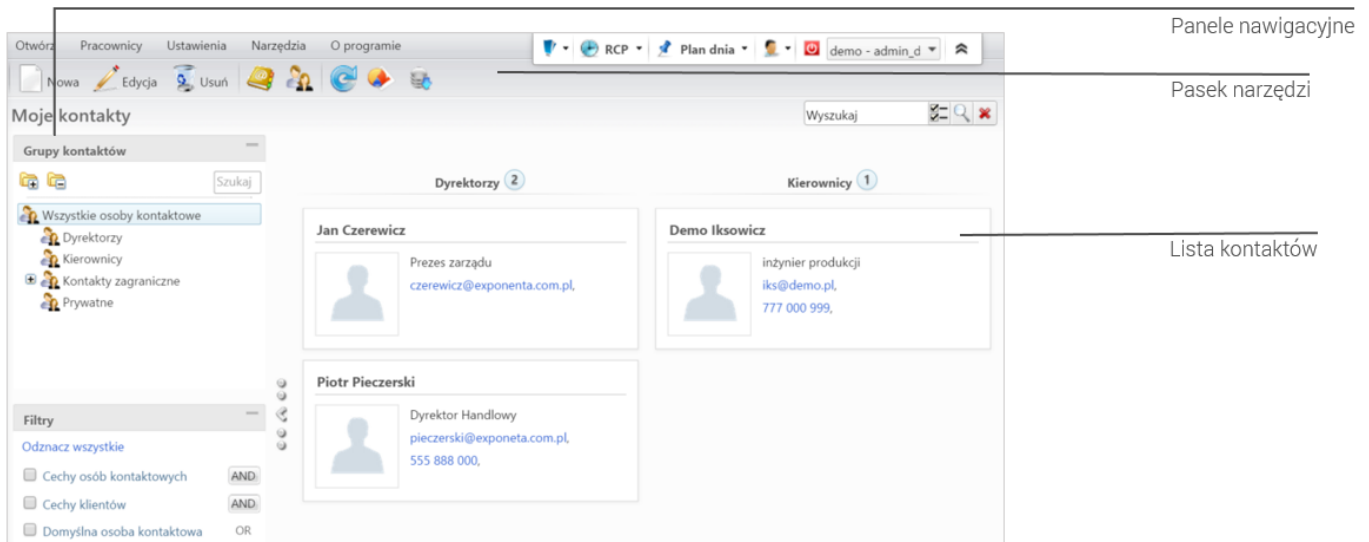 Panele nawigacyjne
Otwórz Pracownicy Ustawienia Narzędzia O programie
RCP Plan dnia demo - admin_d
Nowa Edycja Usuń
Pasek narzędzi
Moje kontakty
Wyszukaj
Grupy kontaktów
Szukaj
Dyrektorzy 2
Kierownicy 1
Wszystkie osoby kontaktowe
Dyrektorzy
Kierownicy
Kontakty zagraniczne
Prywatne
Jan Czerewicz
Prezes zarządu
czerewicz@exponenta.com.pl,
Demo Iksowicz
inżynier produkcji
iks@demo.pl,
777 000 999,
Lista kontaktów
Piotr Pieczerski
Dyrektor Handlowy
pieczerski@exponeta.com.pl,
555 888 000,
Filtry
Odznacz wszystkie
Cechy osób kontaktowych AND
Cechy klientów AND
Domyślna osoba kontaktowa OR